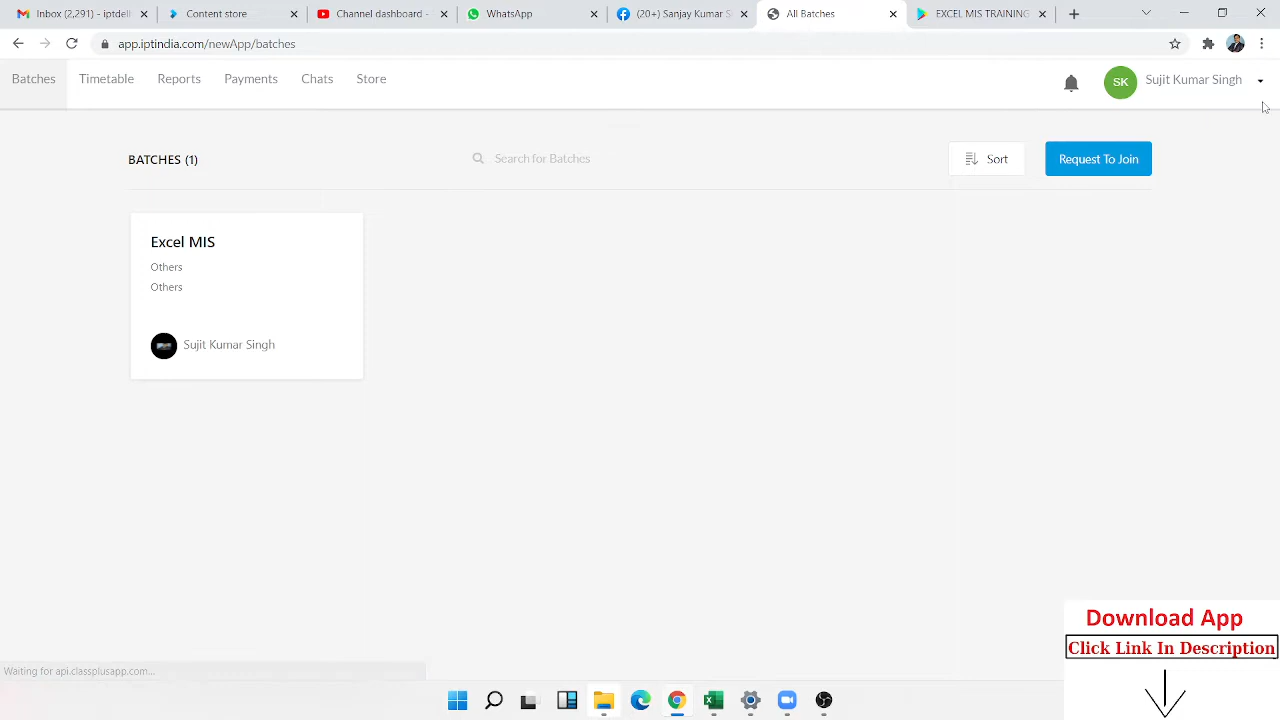 Inbox (2,291) - iptdell
Content store
Channel dashboard -
WhatsApp
(20+) Sanjay Kumar S
All Batches
EXCEL MIS TRAINING
app.iptindia.com/newApp/batches
Batches
Timetable
Reports
Payments
Chats
Store
SK
Sujit Kumar Singh
BATCHES (1)
Search for Batches
Sort
Request To Join
Excel MIS
Others
Others
Sujit Kumar Singh
Download App
Click Link In Description
Waiting for api.classplusapp.com...